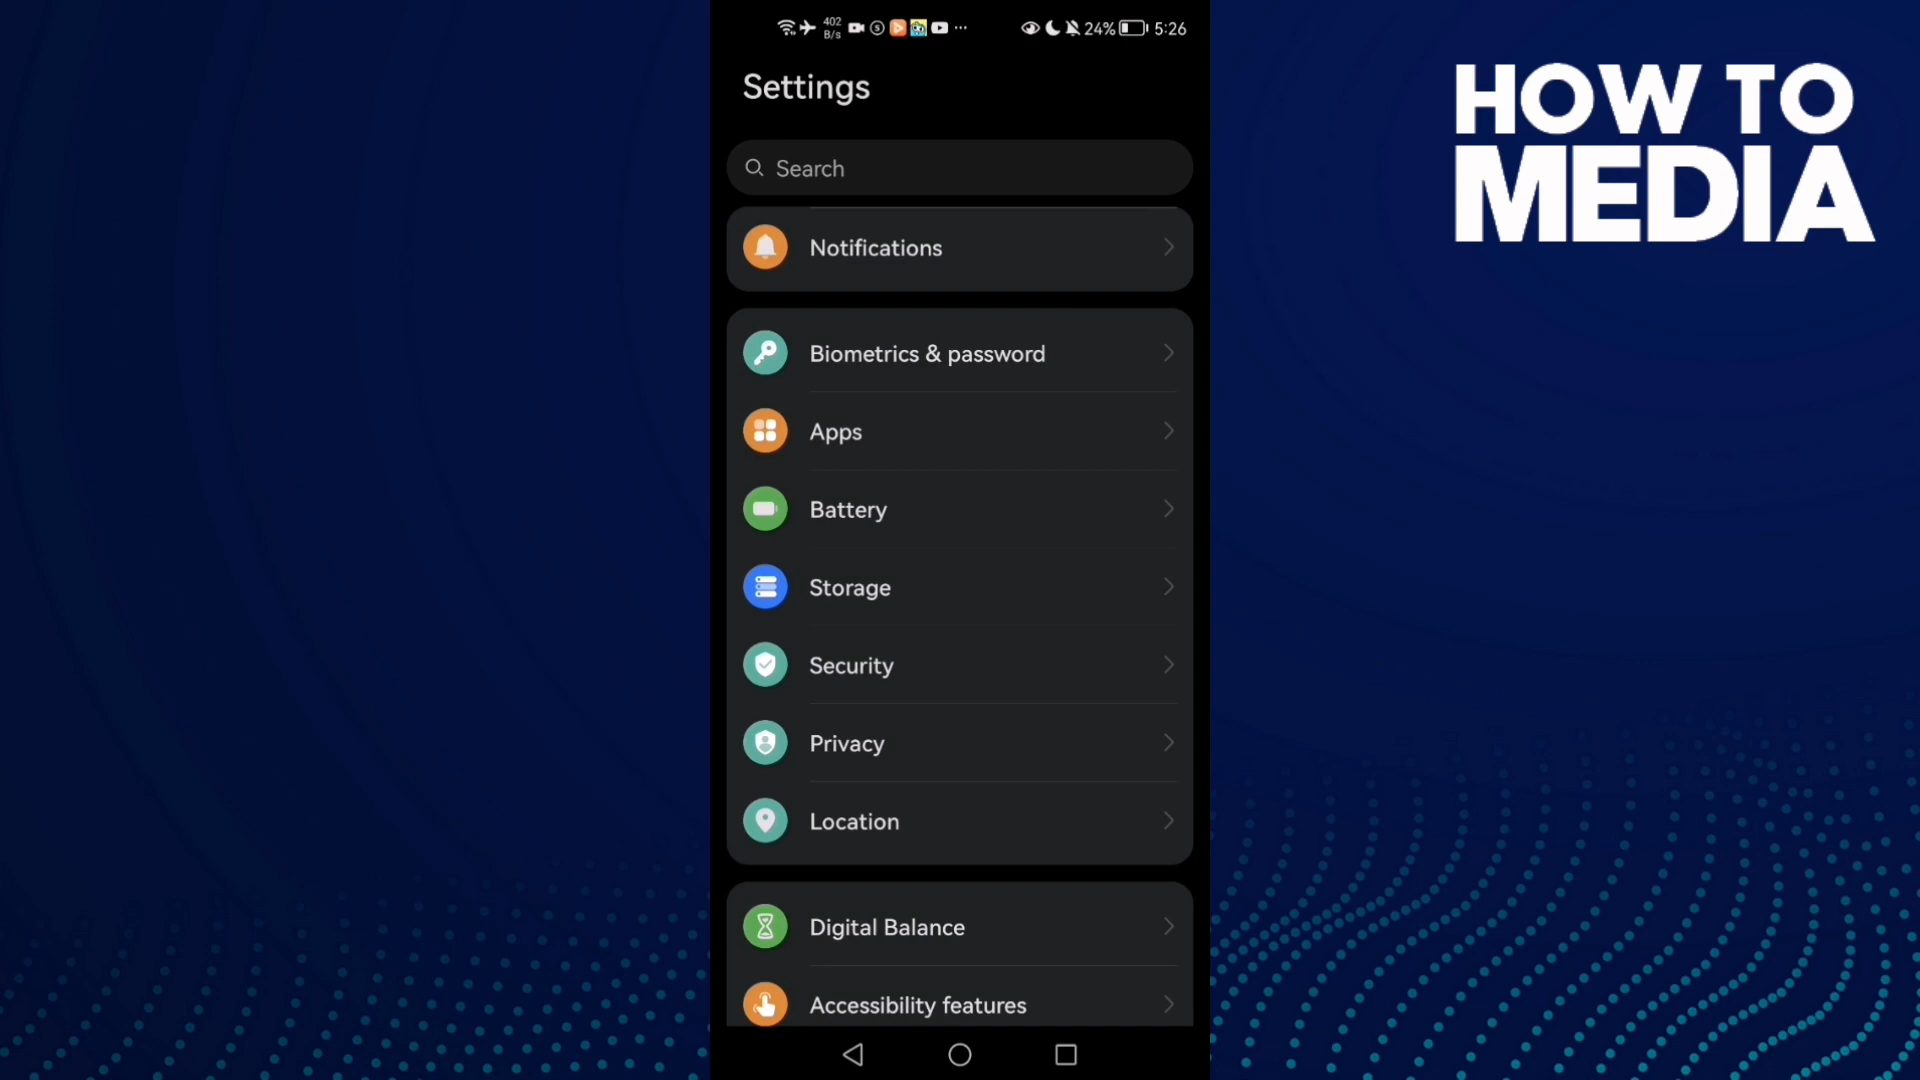 402
B/s
24%
5:26
Settings
Search
Notifications
Biometrics & password
Apps
Battery
Storage
Security
Privacy
Location
Digital Balance
Accessibility features
HOW TO
MEDIA